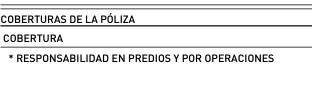 COBERTURAS DE LA PÓLIZA
COBERTURA
* RESPONSABILIDAD EN PREDIOS Y POR OPERACIONES